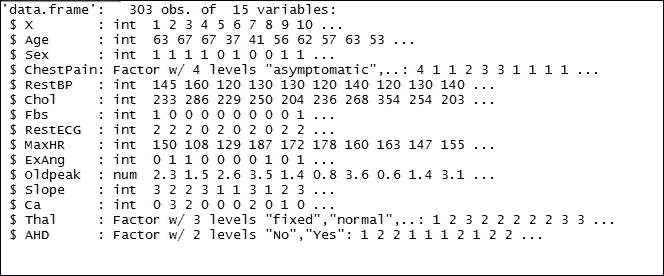 'data.frame':   303 obs. of  15 variables:
 $ X        : int  1 2 3 4 5 6 7 8 9 10 ...
 $ Age      : int  63 67 67 37 41 56 62 57 63 53 ...
 $ Sex      : int  1 1 1 1 0 1 0 0 1 1 ...
 $ ChestPain: Factor w/ 4 levels "asymptomatic",..: 4 1 1 2 3 3 1 1 1 1 ...
 $ RestBP   : int  145 160 120 130 130 120 140 120 130 140 ...
 $ Chol     : int  233 286 229 250 204 236 268 354 254 203 ...
 $ Fbs      : int  1 0 0 0 0 0 0 0 0 1 ...
 $ RestECG  : int  2 2 2 0 2 0 2 0 2 2 ...
 $ MaxHR    : int  150 108 129 187 172 178 160 163 147 155 ...
 $ ExAng    : int  0 1 1 0 0 0 0 1 0 1 ...
 $ Oldpeak  : num  2.3 1.5 2.6 3.5 1.4 0.8 3.6 0.6 1.4 3.1 ...
 $ Slope    : int  3 2 2 3 1 1 3 1 2 3 ...
 $ Ca       : int  0 3 2 0 0 0 2 0 1 0 ...
 $ Thal     : Factor w/ 3 levels "fixed","normal",..: 1 2 3 2 2 2 2 2 3 3 ...
 $ AHD      : Factor w/ 2 levels "No","Yes": 1 2 2 1 1 1 2 1 2 2 ...